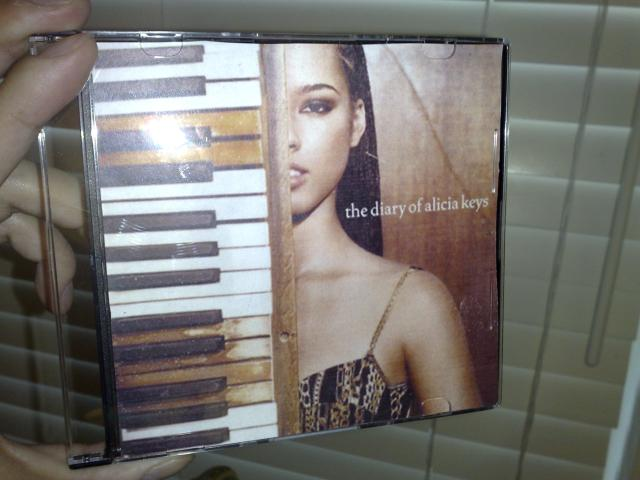 the diary of alicia keys